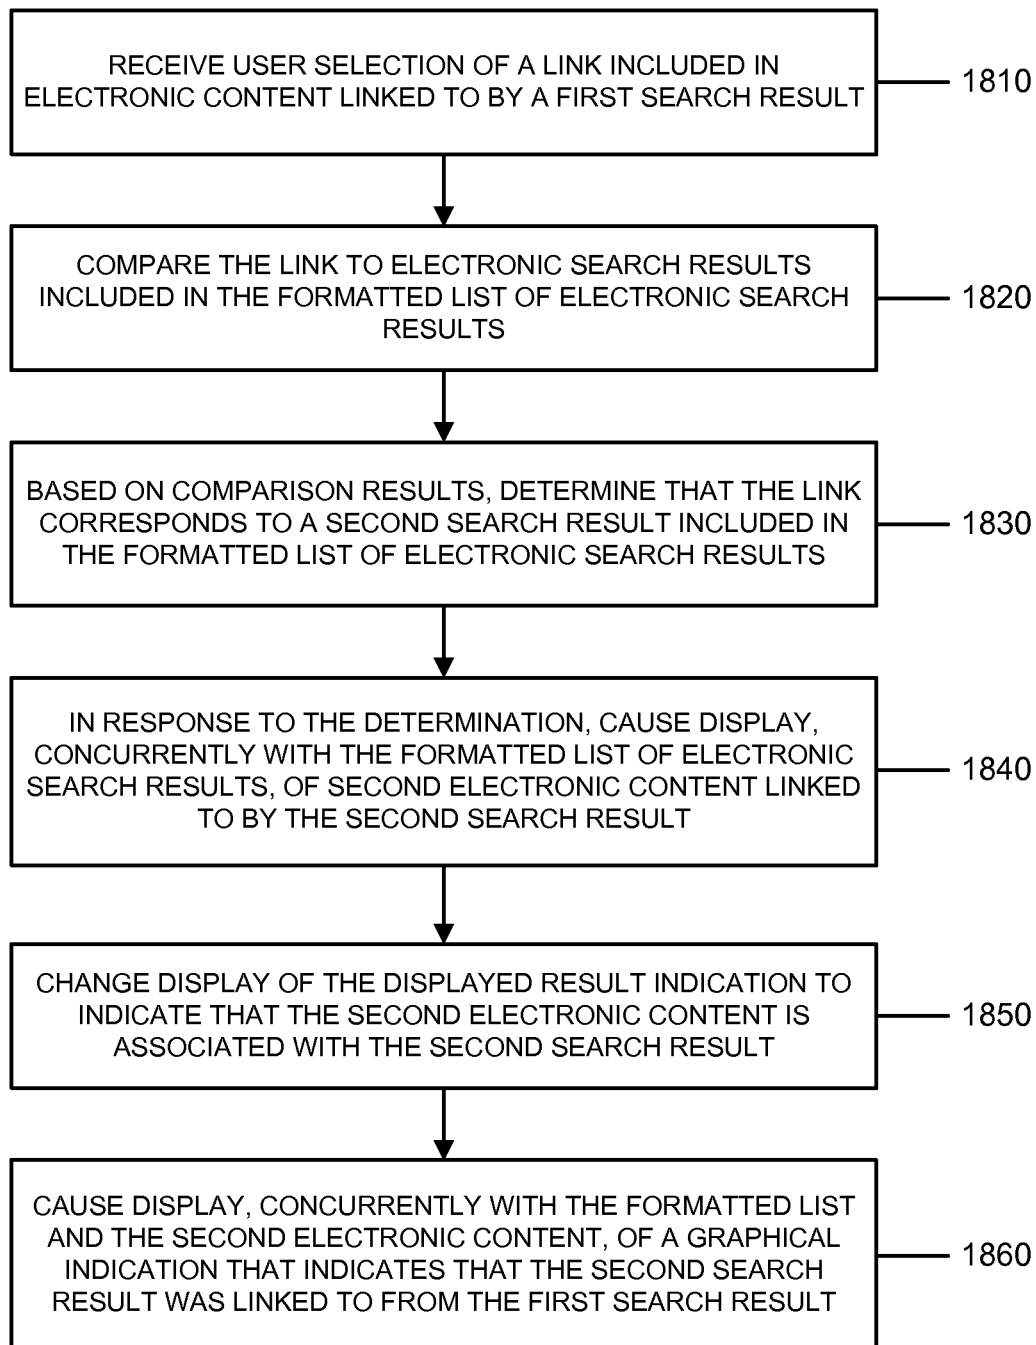 RECEIVE USER SELECTION OF A LINK INCLUDED IN
ELECTRONIC CONTENT LINKED TO BY A FIRST SEARCH RESULT
1810
COMPARE THE LINK TO ELECTRONIC SEARCH RESULTS
INCLUDED IN THE FORMATTED LIST OF ELECTRONIC SEARCH
RESULTS
1820
BASED ON COMPARISON RESULTS, DETERMINE THAT THE LINK
CORRESPONDS TO A SECOND SEARCH RESULT INCLUDED IN
THE FORMATTED LIST OF ELECTRONIC SEARCH RESULTS
1830
IN RESPONSE TO THE DETERMINATION, CAUSE DISPLAY,
CONCURRENTLY WITH THE FORMATTED LIST OF ELECTRONIC
SEARCH RESULTS, OF SECOND ELECTRONIC CONTENT LINKED
TO BY THE SECOND SEARCH RESULT
1840
CHANGE DISPLAY OF THE DISPLAYED RESULT INDICATION TO
INDICATE THAT THE SECOND ELECTRONIC CONTENT IS
ASSOCIATED WITH THE SECOND SEARCH RESULT
1850
CAUSE DISPLAY, CONCURRENTLY WITH THE FORMATTED LIST
AND THE SECOND ELECTRONIC CONTENT, OF A GRAPHICAL
INDICATION THAT INDICATES THAT THE SECOND SEARCH
RESULT WAS LINKED TO FROM THE FIRST SEARCH RESULT
1860